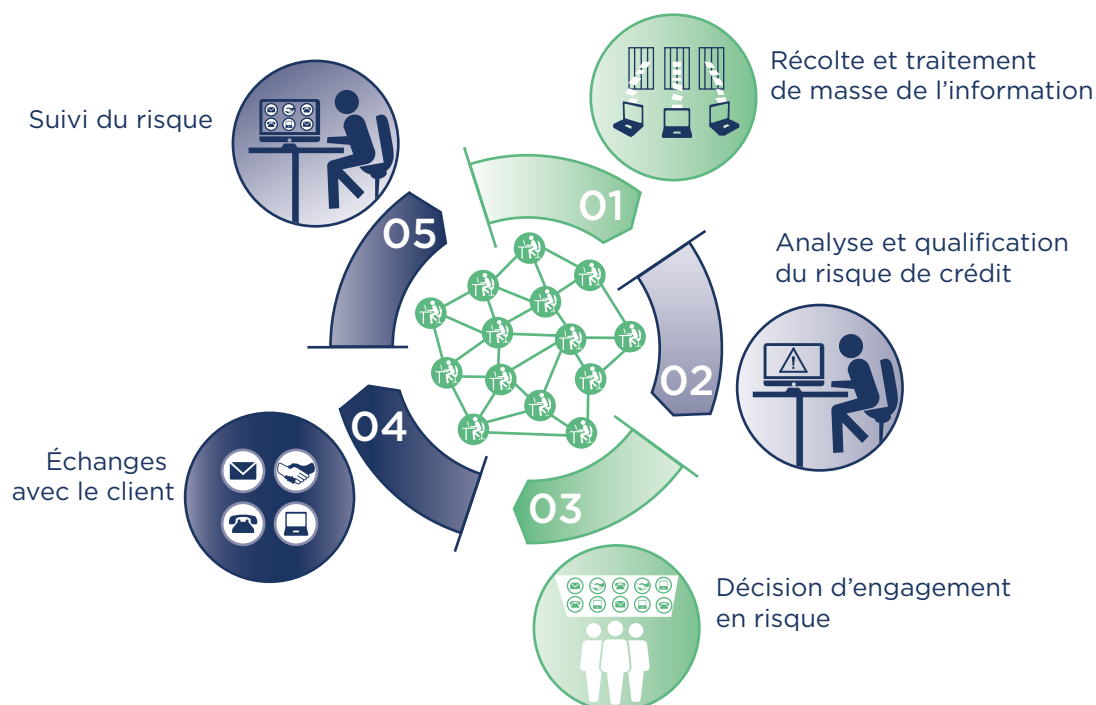 01
Récolte et traitement
de masse de l’information
02
Analyse et qualification
du risque de crédit
03
Décision d’engagement
en risque
04
Échanges
avec le client
05
Suivi du risque